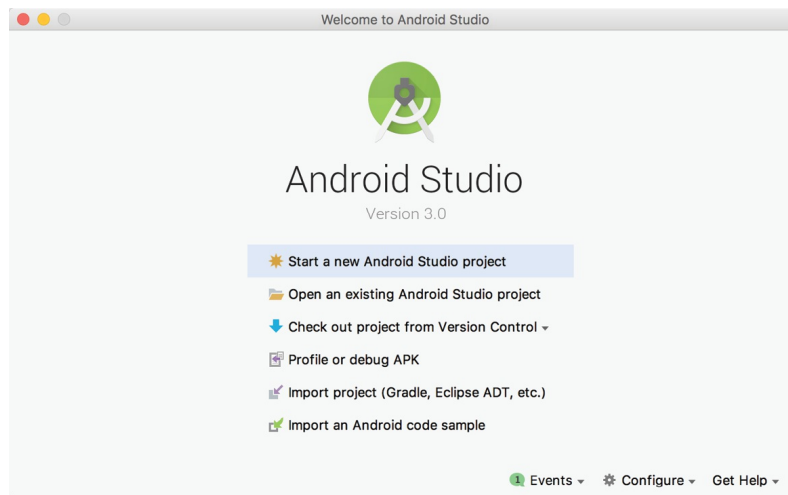 Welcome to Android Studio
Android Studio
Version 3.0
Start a new Android Studio project
Open an existing Android Studio project
Check out project from Version Control
Profile or debug APK
Import project (Gradle, Eclipse ADT, etc.)
Import an Android code sample
1 Events Configure Get Help